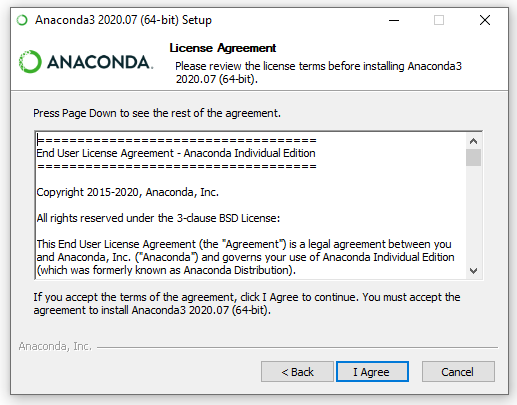 Anaconda3 2020.07 (64-bit) Setup
ANACONDA.
License Agreement
Please review the license terms before installing Anaconda3
2020.07 (64-bit).
Press Page Down to see the rest of the agreement.
===================================
End User License Agreement - Anaconda Individual Edition
===================================
Copyright 2015-2020, Anaconda, Inc.
All rights reserved under the 3-clause BSD License:
This End User License Agreement (the "Agreement") is a legal agreement between you
and Anaconda, Inc. ("Anaconda") and governs your use of Anaconda Individual Edition
(which was formerly known as Anaconda Distribution).
If you accept the terms of the agreement, click I Agree to continue. You must accept the
agreement to install Anaconda3 2020.07 (64-bit).
Anaconda, Inc.
< Back
I Agree
Cancel